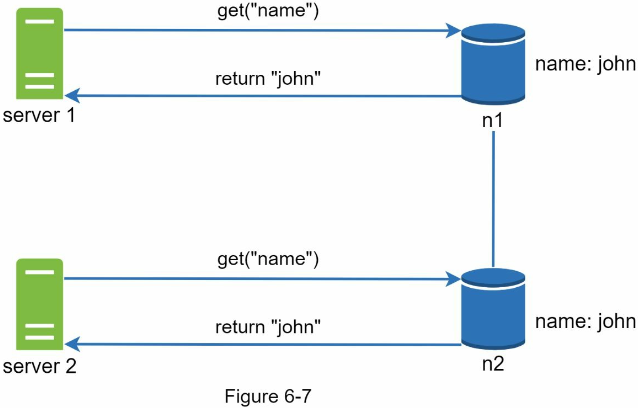 get("name")
return "john"
name: john
server 1
n1
get("name")
return "john"
name: john
server 2
n2
Figure 6-7